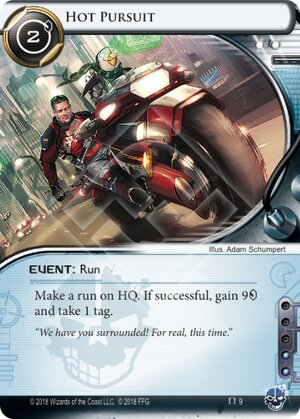 2
HOT PURSUIT
Illus. Adam Schumpert
EVENT: Run
Make a run on HQ. If successful, gain 9
and take 1 tag.
“We have you surrounded! For real, this time.”
© 2018 Wizards of the Coast LLC. © 2018 FFG
Ω 9